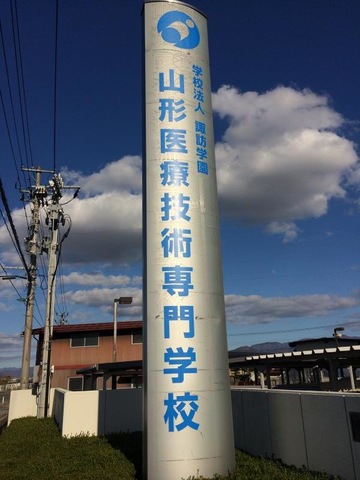 学校法人 諏訪学園
山形医療技術専門学校